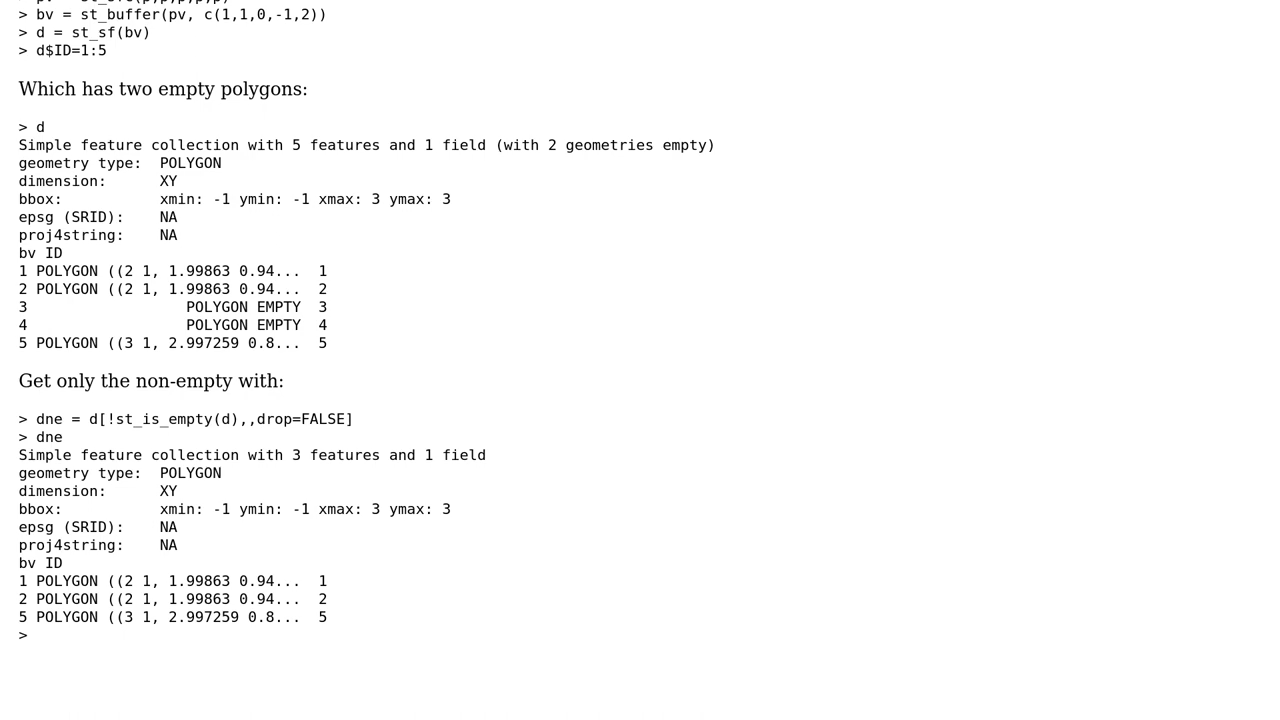 > bv = st_buffer(pv, c(1,1,0,-1,2))
> d = st_sf(bv)
> d$ID=1:5
Which has two empty polygons:
> d
Simple feature collection with 5 features and 1 field (with 2 geometries empty)
geometry type:  POLYGON
dimension:      XY
bbox:           xmin: -1 ymin: -1 xmax: 3 ymax: 3
epsg (SRID):    NA
proj4string:    NA
bv ID
1 POLYGON ((2 1, 1.99863 0.94...  1
2 POLYGON ((2 1, 1.99863 0.94...  2
3                  POLYGON EMPTY  3
4                  POLYGON EMPTY  4
5 POLYGON ((3 1, 2.997259 0.8...  5
Get only the non-empty with:
> dne = d[!st_is_empty(d),,drop=FALSE]
> dne
Simple feature collection with 3 features and 1 field
geometry type:  POLYGON
dimension:      XY
bbox:           xmin: -1 ymin: -1 xmax: 3 ymax: 3
epsg (SRID):    NA
proj4string:    NA
bv ID
1 POLYGON ((2 1, 1.99863 0.94...  1
2 POLYGON ((2 1, 1.99863 0.94...  2
5 POLYGON ((3 1, 2.997259 0.8...  5
>